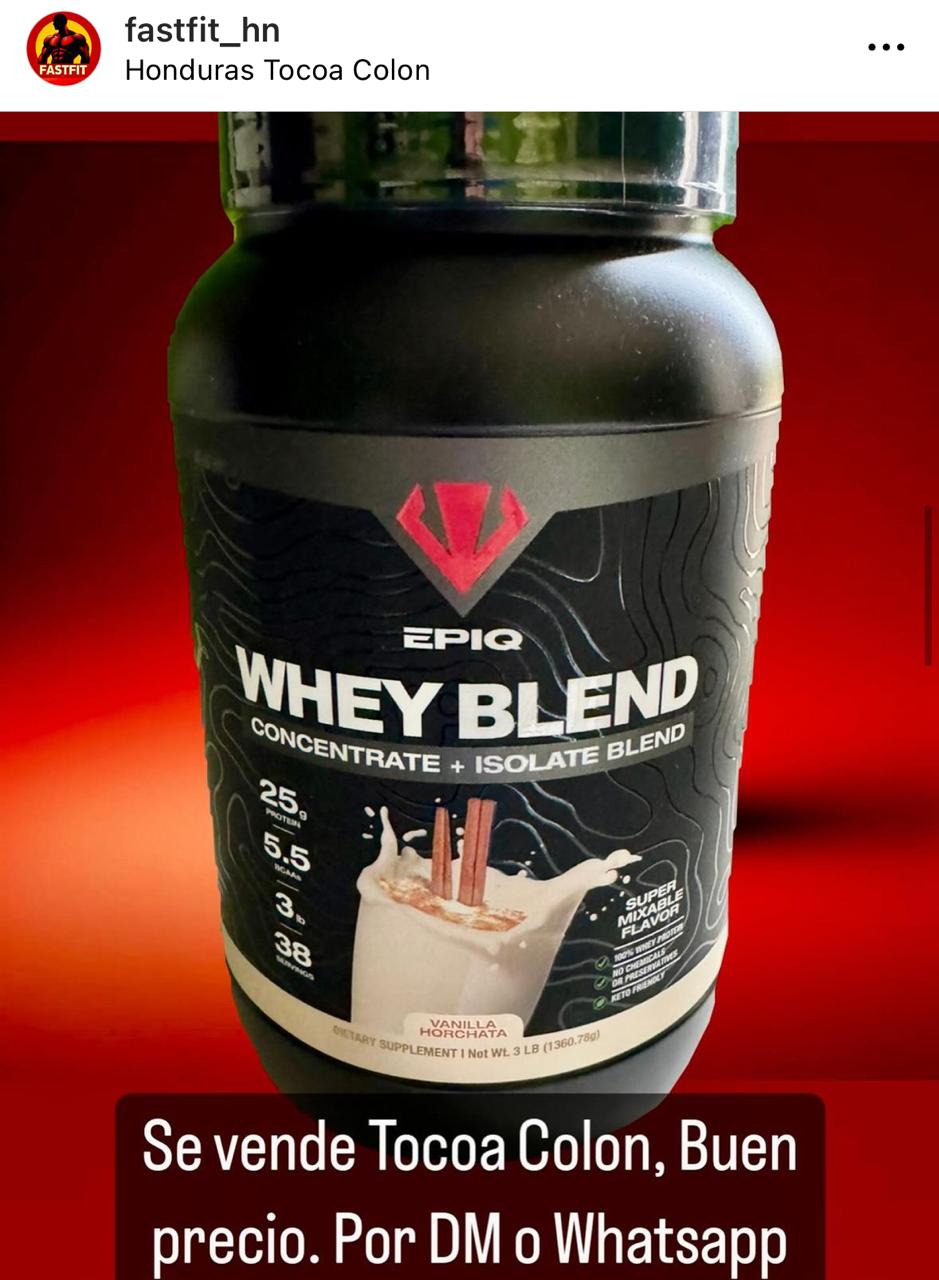 fastfit_hn
Honduras Tocoa Colon
FASTFIT
EPIQ
WHEY BLEND
CONCENTRATE + ISOLATE BLEND
25g
PROTEIN
5.5
BCAAs
3lb
38
SERVINGS
SUPER
MIXABLE
FLAVOR
100% WHEY PROTEIN
NO CHEMICALS
OR PRESERVATIVES
KETO FRIENDLY
VANILLA
HORCHATA
DIETARY SUPPLEMENT | Net Wt. 3 LB (1360.78g)
Se vende Tocoa Colon, Buen
precio. Por DM o Whatsapp